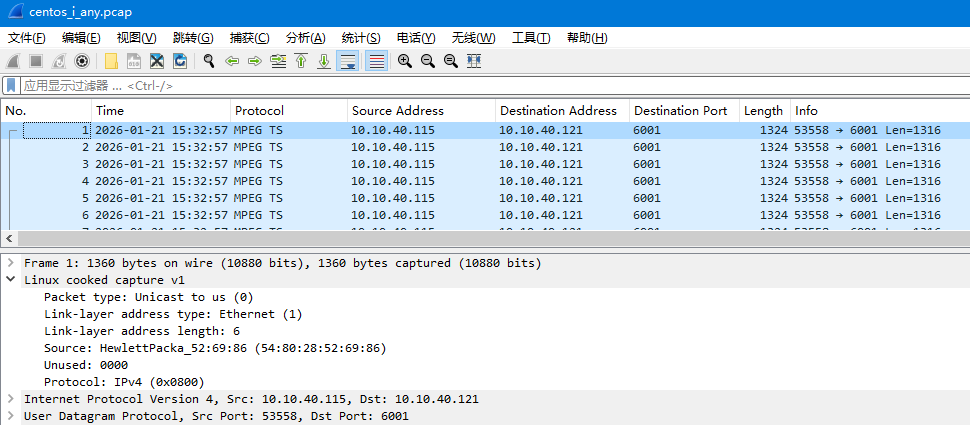 centos_i_any.pcap
文件(F) 编辑(E) 视图(V) 跳转(G) 捕获(C) 分析(A) 统计(S) 电话(Y) 无线(W) 工具(T) 帮助(H)
应用显示过滤器 … <Ctrl-/>
No. Time Protocol Source Address Destination Address Destination Port Length Info
1 2026-01-21 15:32:57 MPEG TS 10.10.40.115 10.10.40.121 6001 1324 53558 → 6001 Len=1316
2 2026-01-21 15:32:57 MPEG TS 10.10.40.115 10.10.40.121 6001 1324 53558 → 6001 Len=1316
3 2026-01-21 15:32:57 MPEG TS 10.10.40.115 10.10.40.121 6001 1324 53558 → 6001 Len=1316
4 2026-01-21 15:32:57 MPEG TS 10.10.40.115 10.10.40.121 6001 1324 53558 → 6001 Len=1316
5 2026-01-21 15:32:57 MPEG TS 10.10.40.115 10.10.40.121 6001 1324 53558 → 6001 Len=1316
6 2026-01-21 15:32:57 MPEG TS 10.10.40.115 10.10.40.121 6001 1324 53558 → 6001 Len=1316
Frame 1: 1360 bytes on wire (10880 bits), 1360 bytes captured (10880 bits)
Linux cooked capture v1
Packet type: Unicast to us (0)
Link-layer address type: Ethernet (1)
Link-layer address length: 6
Source: HewlettPacka_52:69:86 (54:80:28:52:69:86)
Unused: 0000
Protocol: IPv4 (0x0800)
Internet Protocol Version 4, Src: 10.10.40.115, Dst: 10.10.40.121
User Datagram Protocol, Src Port: 53558, Dst Port: 6001